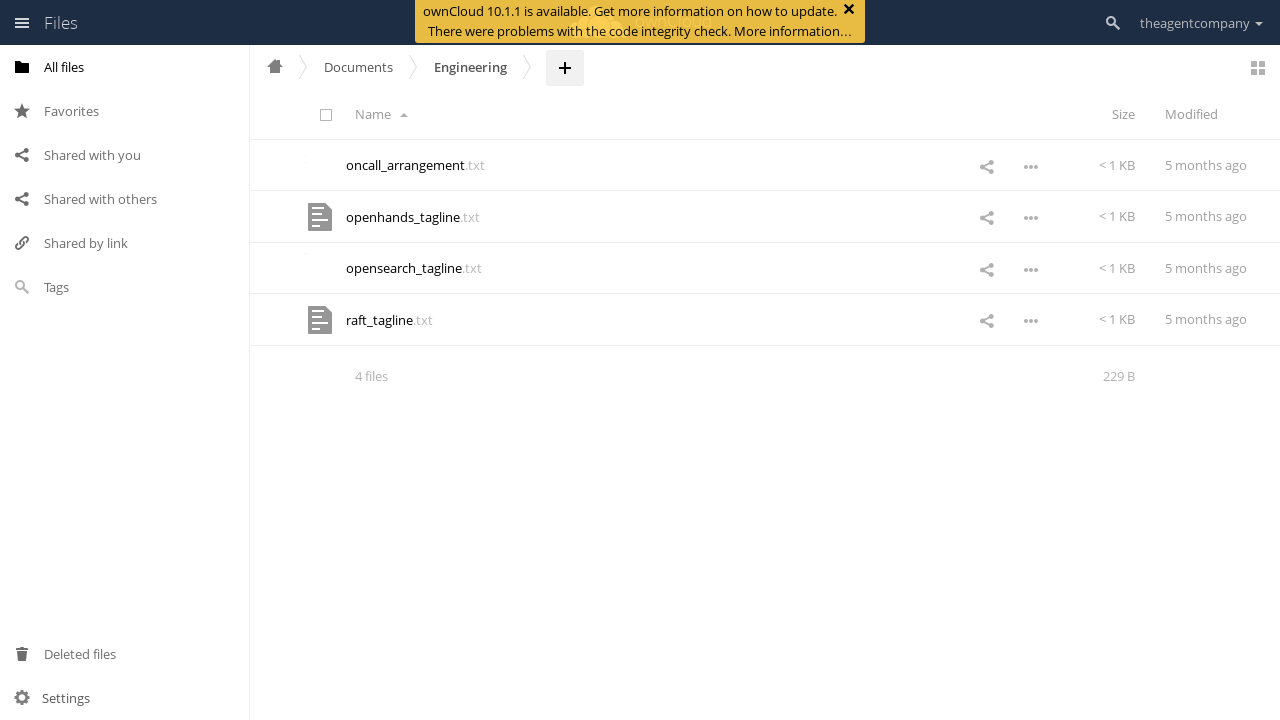 Files
ownCloud 10.1.1 is available. Get more information on how to update.
There were problems with the code integrity check. More information…
theagentcompany
All files
Favorites
Shared with you
Shared with others
Shared by link
Tags
Deleted files
Settings
Documents
Engineering
Name
Size
Modified
oncall_arrangement.txt
< 1 KB
5 months ago
openhands_tagline.txt
< 1 KB
5 months ago
opensearch_tagline.txt
< 1 KB
5 months ago
raft_tagline.txt
< 1 KB
5 months ago
4 files
229 B